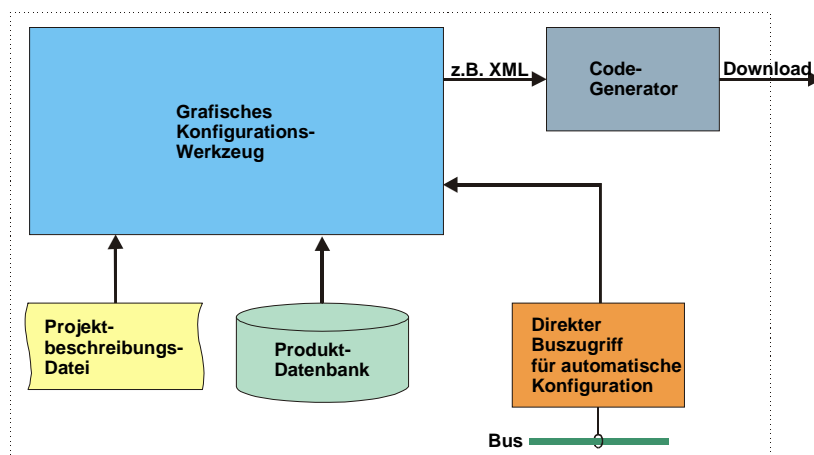 Grafisches
Konfigurations-
Werkzeug
z.B. XML
Code-
Generator
Download
Projekt-
beschreibungs-
Datei
Produkt-
Datenbank
Direkter
Buszugriff
für automatische
Konfiguration
Bus